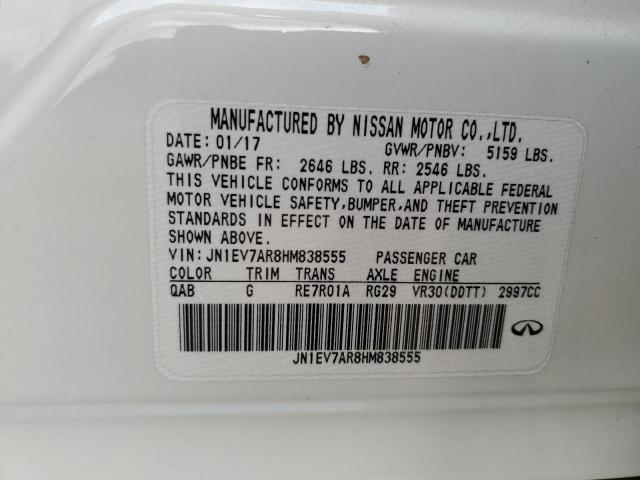 MANUFACTURED BY NISSAN MOTOR CO.,LTD.
DATE: 01/17 GVWR/PNBV: 5159 LBS.
GAWR/PNBE FR: 2646 LBS. RR: 2546 LBS.
THIS VEHICLE CONFORMS TO ALL APPLICABLE FEDERAL
MOTOR VEHICLE SAFETY,BUMPER,AND THEFT PREVENTION
STANDARDS IN EFFECT ON THE DATE OF MANUFACTURE
SHOWN ABOVE.
VIN:JN1EV7AR8HM838555 PASSENGER CAR
COLOR TRIM TRANS AXLE ENGINE
QAB G RE7R01A RG29 VR30(DDTT) 2997CC
JN1EV7AR8HM838555